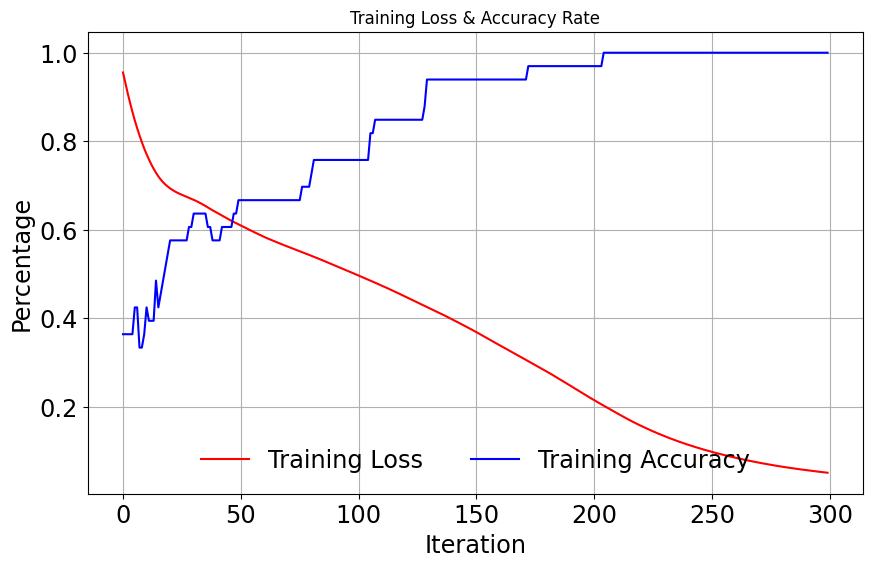 Training Loss & Accuracy Rate
1.0
0.8
0.6
0.4
0.2
Percentage
Training Loss Training Accuracy
0 50 100 150 200 250 300
Iteration